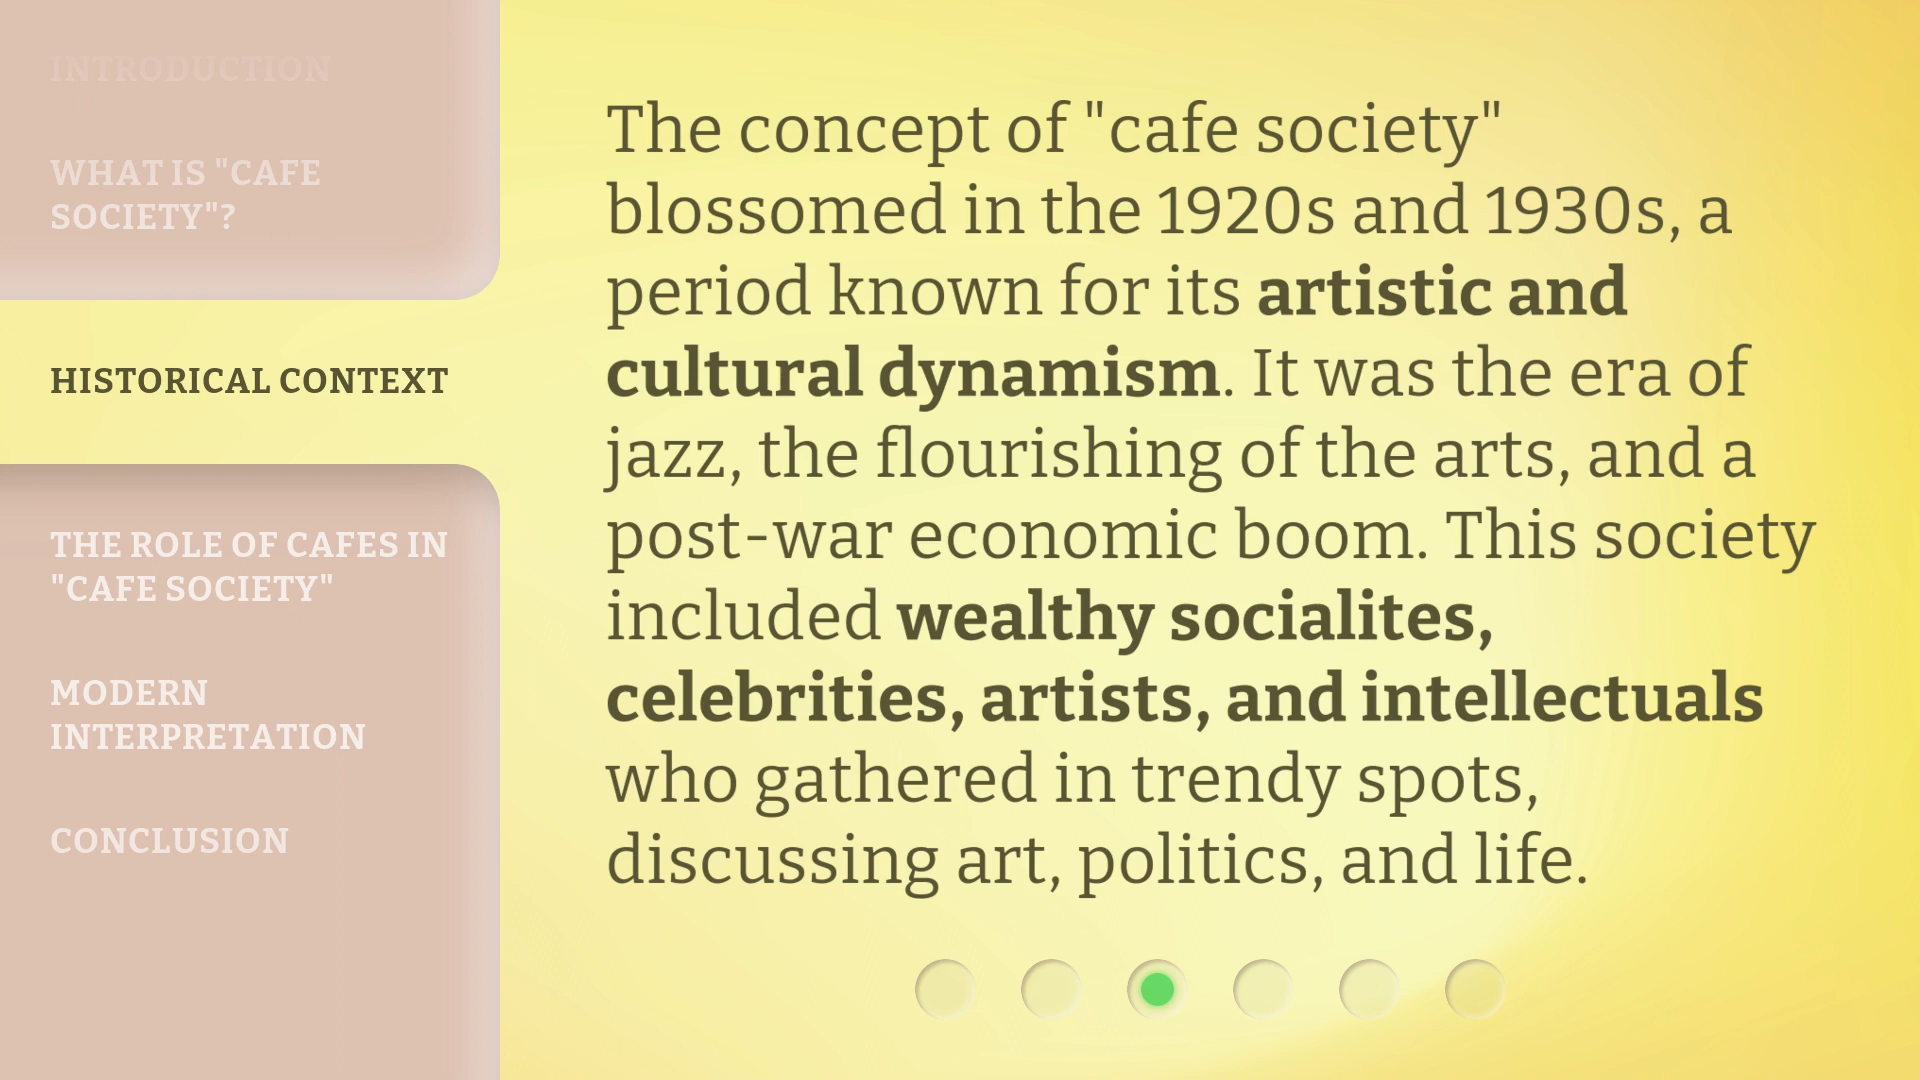 INTRODUCTION
WHAT IS "CAFE
SOCIETY"?
HISTORICAL CONTEXT
THE ROLE OF CAFES IN
"CAFE SOCIETY"
MODERN
INTERPRETATION
CONCLUSION
The concept of "cafe society"
blossomed in the 1920s and 1930s, a
period known for its artistic and
cultural dynamism. It was the era of
jazz, the flourishing of the arts, and a
post-war economic boom. This society
included wealthy socialites,
celebrities, artists, and intellectuals
who gathered in trendy spots,
discussing art, politics, and life.